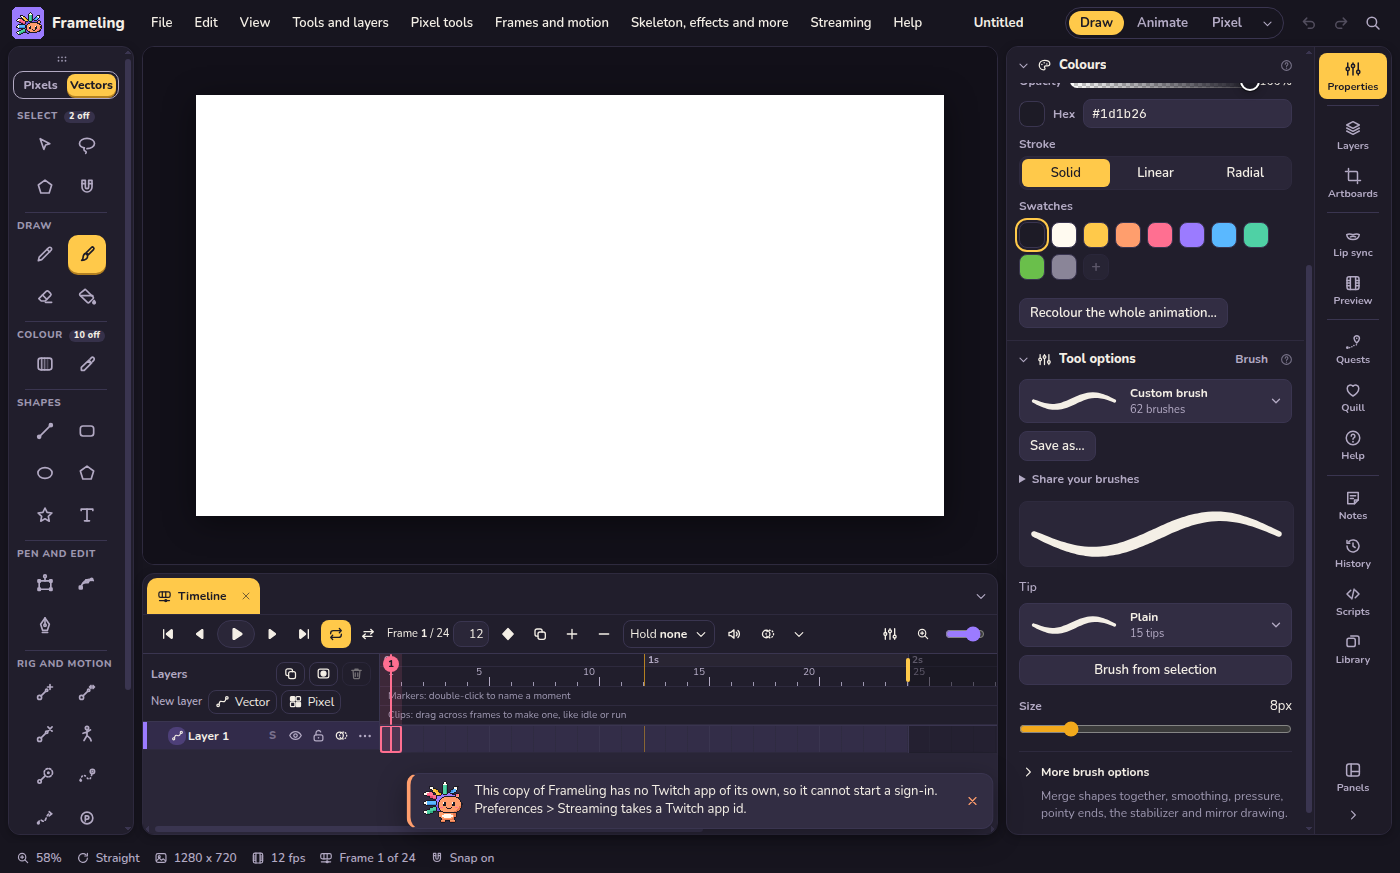 Frameling
File Edit View Tools and layers Pixel tools Frames and motion Skeleton, effects and more Streaming Help
Untitled
Draw Animate Pixel
Pixels Vectors
SELECT 2 off
DRAW
COLOUR 10 off
SHAPES
PEN AND EDIT
RIG AND MOTION
Colours
Opacity 100%
Hex #1d1b26
Stroke
Solid Linear Radial
Swatches
+
Recolour the whole animation...
Tool options Brush
Custom brush
62 brushes
Save as...
Share your brushes
Tip
Plain
15 tips
Brush from selection
Size 8px
More brush options
Merge shapes together, smoothing, pressure,
pointy ends, the stabilizer and mirror drawing.
Properties
Layers
Artboards
Lip sync
Preview
Quests
Quill
Help
Notes
History
Scripts
Library
Panels
Timeline
Frame 1 / 24 12
Hold none
Layers
1 5 10 1s 15 20 2s 25
New layer Vector Pixel
Markers: double-click to name a moment
Clips: drag across frames to make one, like idle or run
Layer 1 S
This copy of Frameling has no Twitch app of its own, so it cannot start a sign-in.
Preferences > Streaming takes a Twitch app id.
58% Straight 1280 x 720 12 fps Frame 1 of 24 Snap on